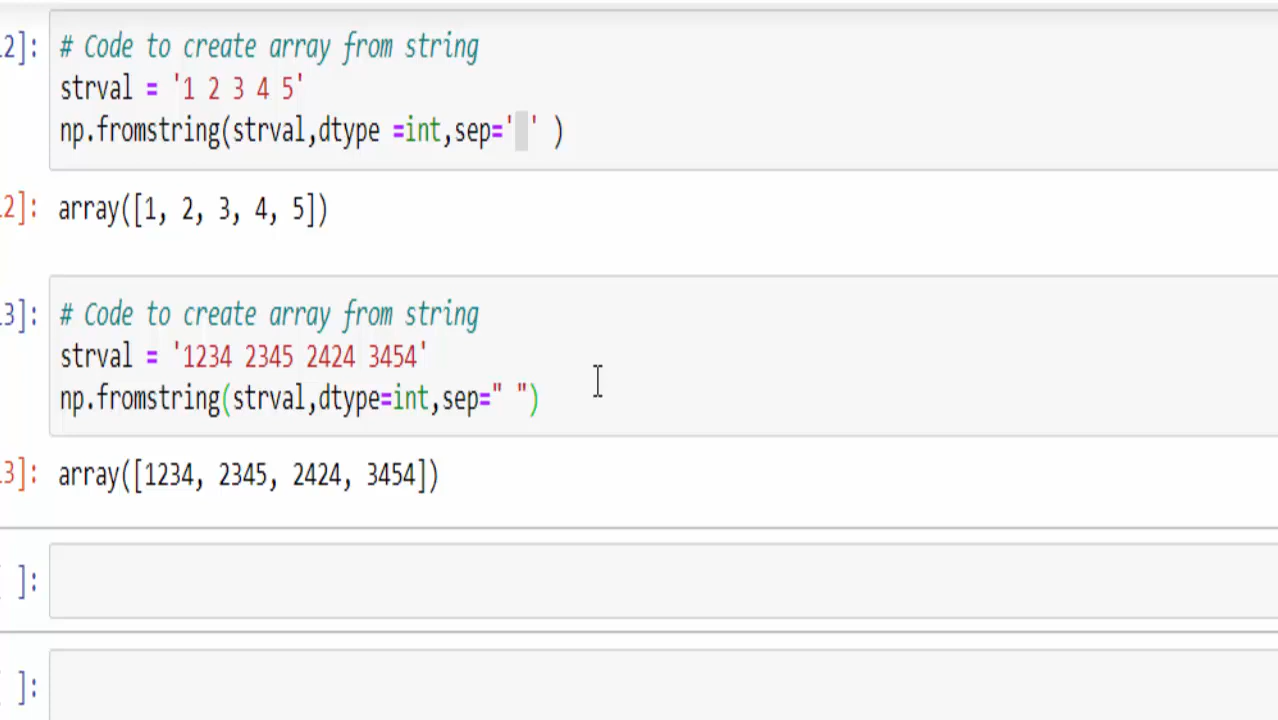 2]:
# Code to create array from string
strval = '1 2 3 4 5'
np.fromstring(strval,dtype =int,sep=' ' )
2]:
array([1, 2, 3, 4, 5])
3]:
# Code to create array from string
strval = '1234 2345 2424 3454'
np.fromstring(strval,dtype=int,sep=" ")
3]:
array([1234, 2345, 2424, 3454])
]:
]: